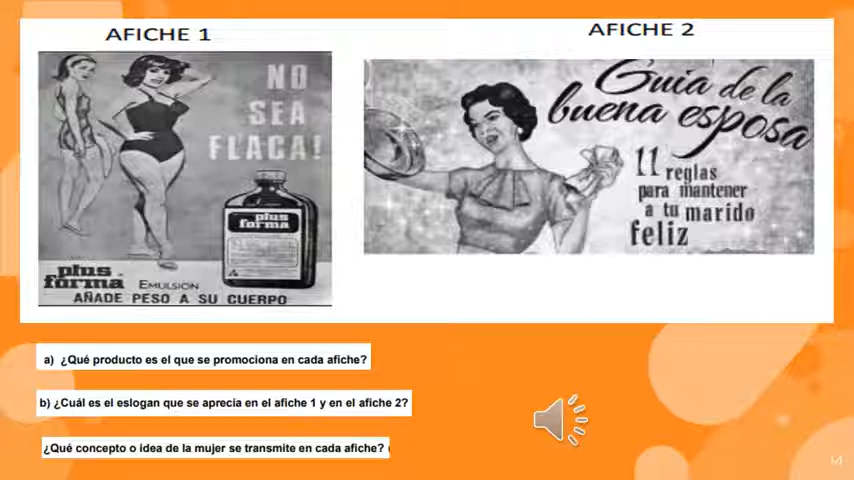 AFICHE 1
AFICHE 2
NO
SEA
FLACA!
plus
forma
plus
forma
EMULSION
AÑADE PESO A SU CUERPO
Guía de la
buena esposa
11 reglas
para mantener
a tu marido
feliz
a) ¿Qué producto es el que se promociona en cada afiche?
b) ¿Cuál es el eslogan que se aprecia en el afiche 1 y en el afiche 2?
¿Qué concepto o idea de la mujer se transmite en cada afiche?